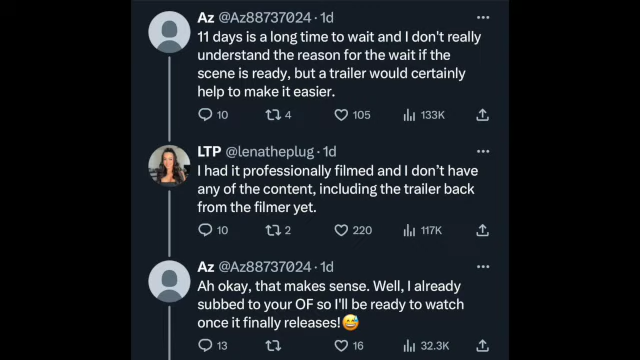 Az @Az88737024 · 1d
11 days is a long time to wait and I don't really
understand the reason for the wait if the
scene is ready, but a trailer would certainly
help to make it easier.
10 4 105 133K
LTP @lenatheplug · 1d
I had it professionally filmed and I don’t have
any of the content, including the trailer back
from the filmer yet.
10 2 220 117K
Az @Az88737024 · 1d
Ah okay, that makes sense. Well, I already
subbed to your OF so I'll be ready to watch
once it finally releases!😅
13 16 32.3K